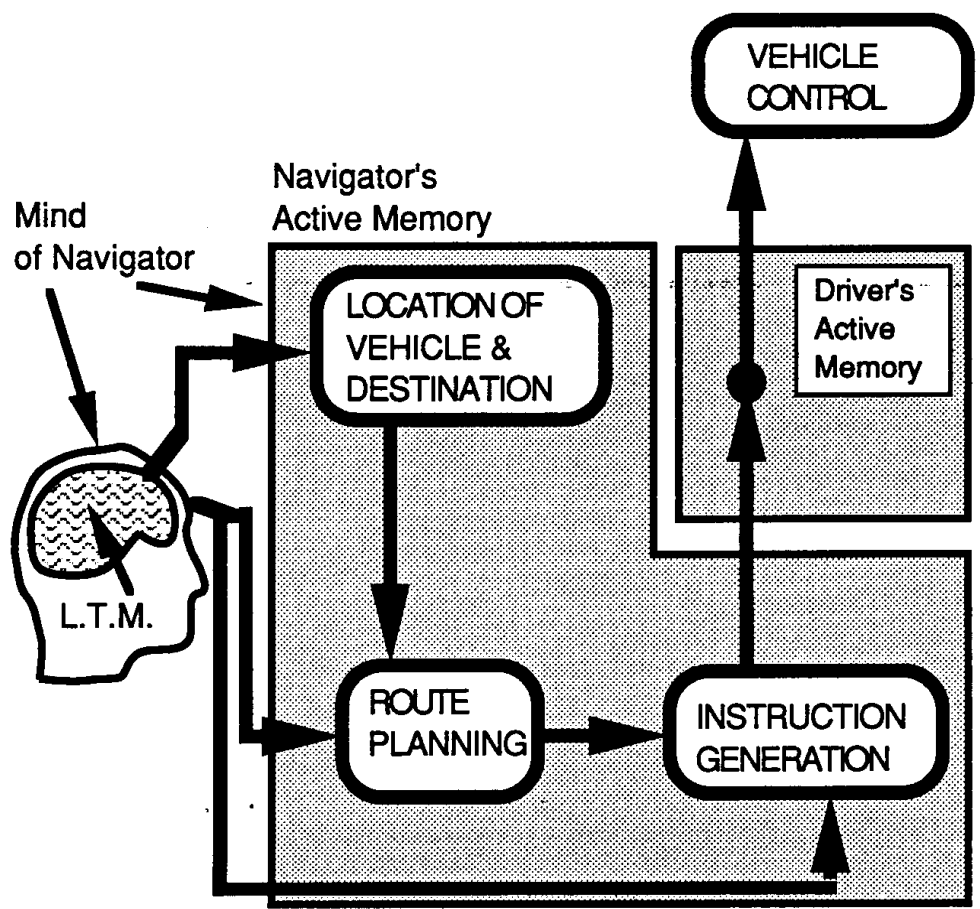 VEHICLE
CONTROL
Navigator's
Active Memory
Mind
of Navigator
LOCATION OF
VEHICLE &
DESTINATION
Driver's
Active
Memory
L.T.M.
ROUTE
PLANNING
INSTRUCTION
GENERATION